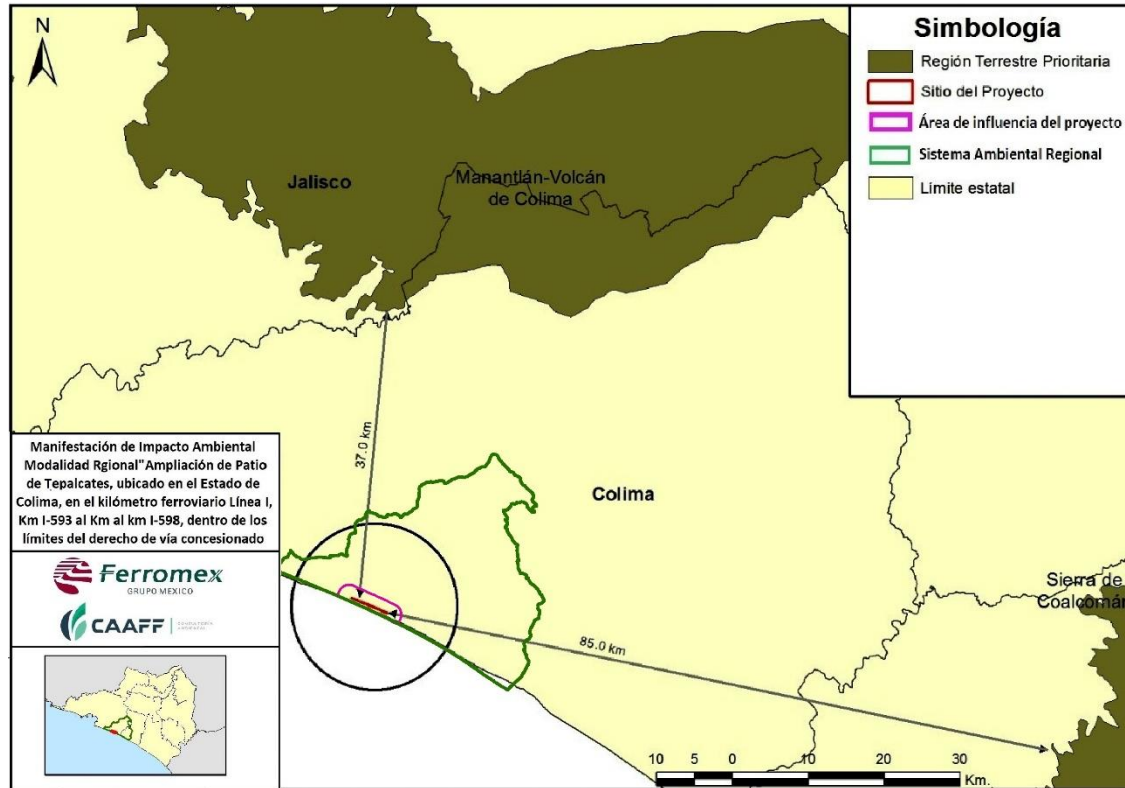 N
Simbología
Región Terrestre Prioritaria
Sitio del Proyecto
Área de influencia del proyecto
Sistema Ambiental Regional
Limite estatal
Jalisco
Manantlán-Volcán
de Colima
37.0 km
Colima
Sierra de
Coalcomán
85.0 km
Manifestación de Impacto Ambiental
Modalidad Rgional"Ampliación de Patio
de Tepalcates, ubicado en el Estado de
Colima, en el kilómetro ferroviario Línea I,
Km I-593 al Km al km I-598, dentro de los
límites del derecho de vía concesionado
Ferromex
GRUPO MEXICO
CAAFF
10 5 0 10 20 30
Km.